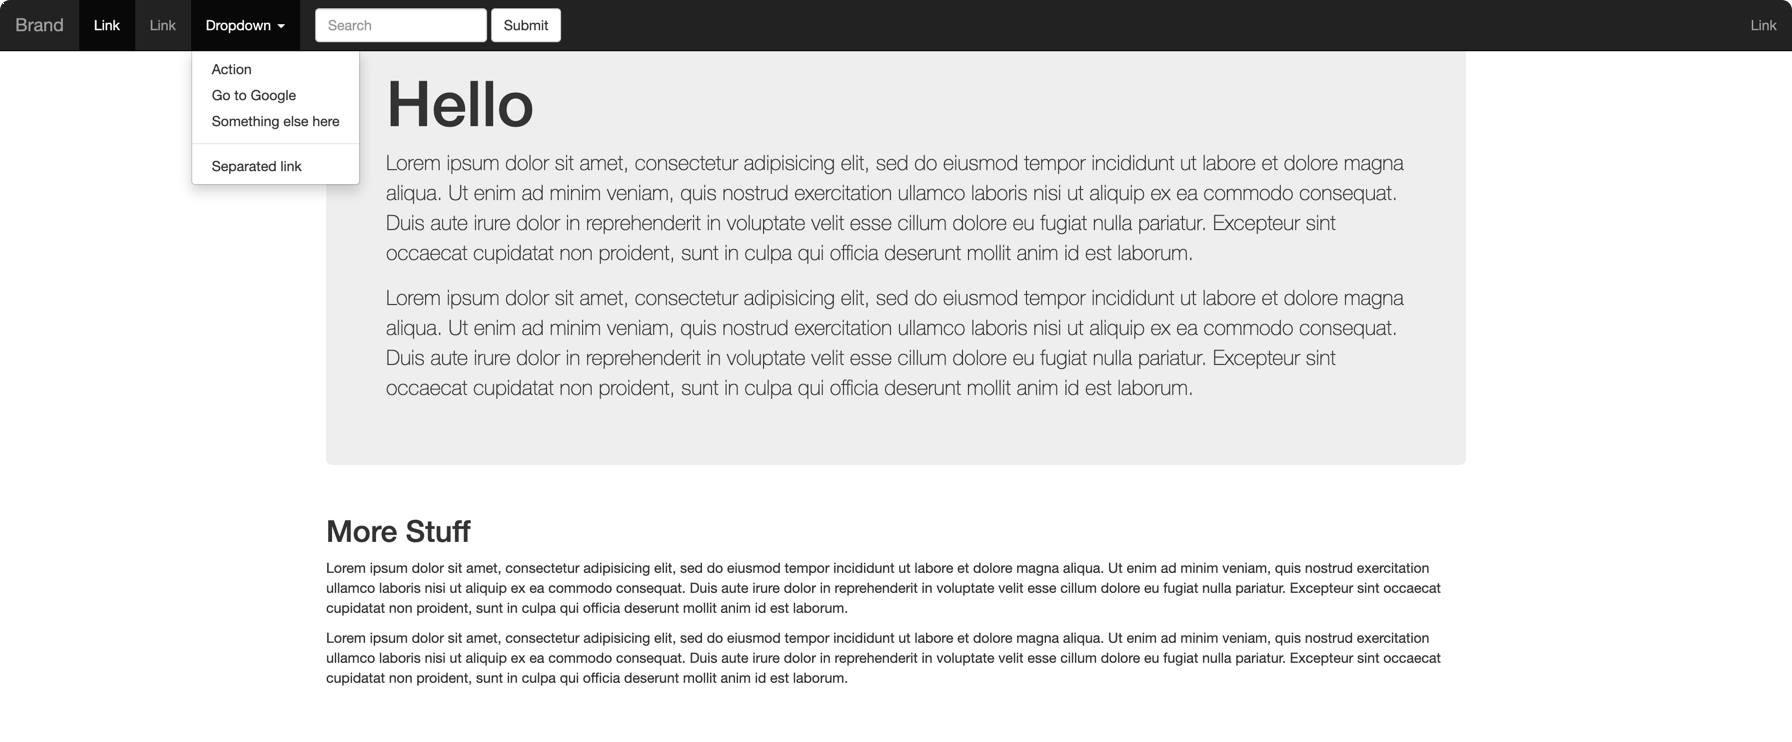 Brand Link Link Dropdown Search Submit Link
Action
Go to Google
Something else here
Separated link
Hello
Lorem ipsum dolor sit amet, consectetur adipisicing elit, sed do eiusmod tempor incididunt ut labore et dolore magna
aliqua. Ut enim ad minim veniam, quis nostrud exercitation ullamco laboris nisi ut aliquip ex ea commodo consequat.
Duis aute irure dolor in reprehenderit in voluptate velit esse cillum dolore eu fugiat nulla pariatur. Excepteur sint
occaecat cupidatat non proident, sunt in culpa qui officia deserunt mollit anim id est laborum.
Lorem ipsum dolor sit amet, consectetur adipisicing elit, sed do eiusmod tempor incididunt ut labore et dolore magna
aliqua. Ut enim ad minim veniam, quis nostrud exercitation ullamco laboris nisi ut aliquip ex ea commodo consequat.
Duis aute irure dolor in reprehenderit in voluptate velit esse cillum dolore eu fugiat nulla pariatur. Excepteur sint
occaecat cupidatat non proident, sunt in culpa qui officia deserunt mollit anim id est laborum.
More Stuff
Lorem ipsum dolor sit amet, consectetur adipisicing elit, sed do eiusmod tempor incididunt ut labore et dolore magna aliqua. Ut enim ad minim veniam, quis nostrud exercitation
ullamco laboris nisi ut aliquip ex ea commodo consequat. Duis aute irure dolor in reprehenderit in voluptate velit esse cillum dolore eu fugiat nulla pariatur. Excepteur sint occaecat
cupidatat non proident, sunt in culpa qui officia deserunt mollit anim id est laborum.
Lorem ipsum dolor sit amet, consectetur adipisicing elit, sed do eiusmod tempor incididunt ut labore et dolore magna aliqua. Ut enim ad minim veniam, quis nostrud exercitation
ullamco laboris nisi ut aliquip ex ea commodo consequat. Duis aute irure dolor in reprehenderit in voluptate velit esse cillum dolore eu fugiat nulla pariatur. Excepteur sint occaecat
cupidatat non proident, sunt in culpa qui officia deserunt mollit anim id est laborum.